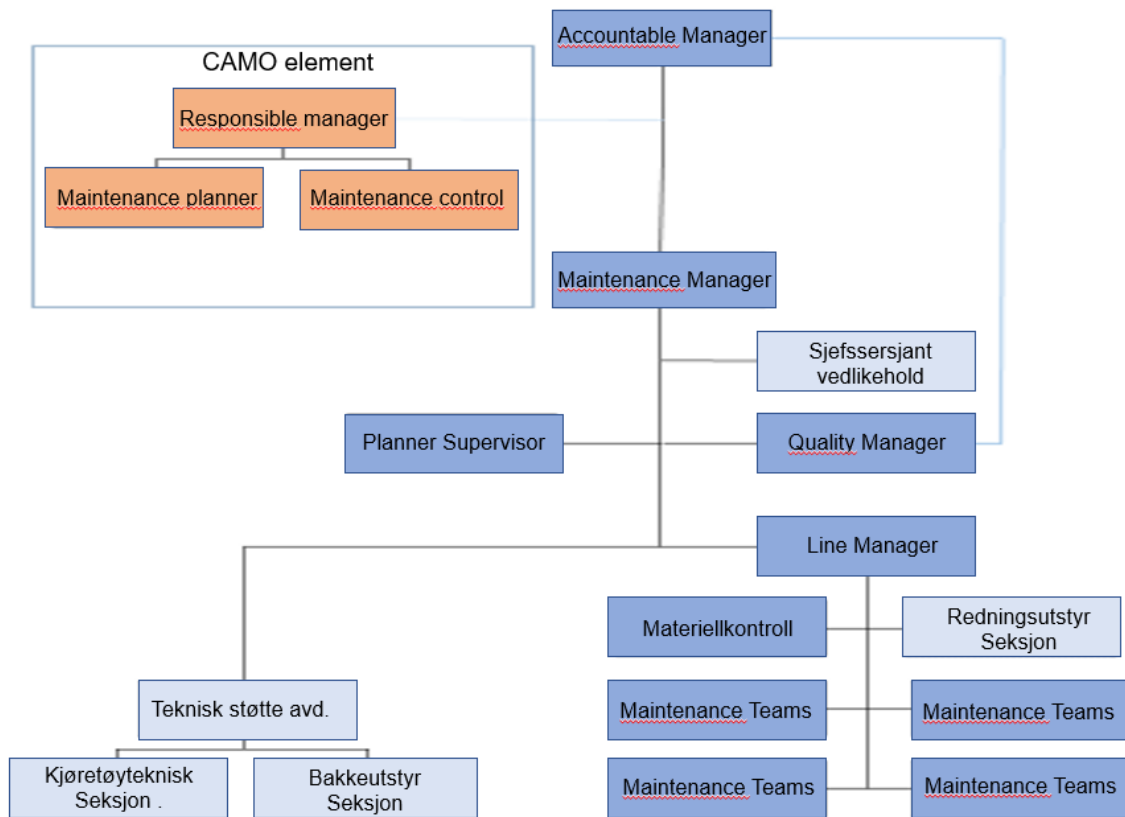 Accountable Manager
CAMO element
Responsible manager
Maintenance planner
Maintenance control
Maintenance Manager
Sjefssersjant
vedlikehold
Planner Supervisor
Quality Manager
Line Manager
Materiellkontroll
Redningsutstyr
Seksjon
Teknisk støtte avd.
Maintenance Teams
Maintenance Teams
Kjøretøyteknisk
Seksjon .
Bakkeutstyr
Seksjon
Maintenance Teams
Maintenance Teams